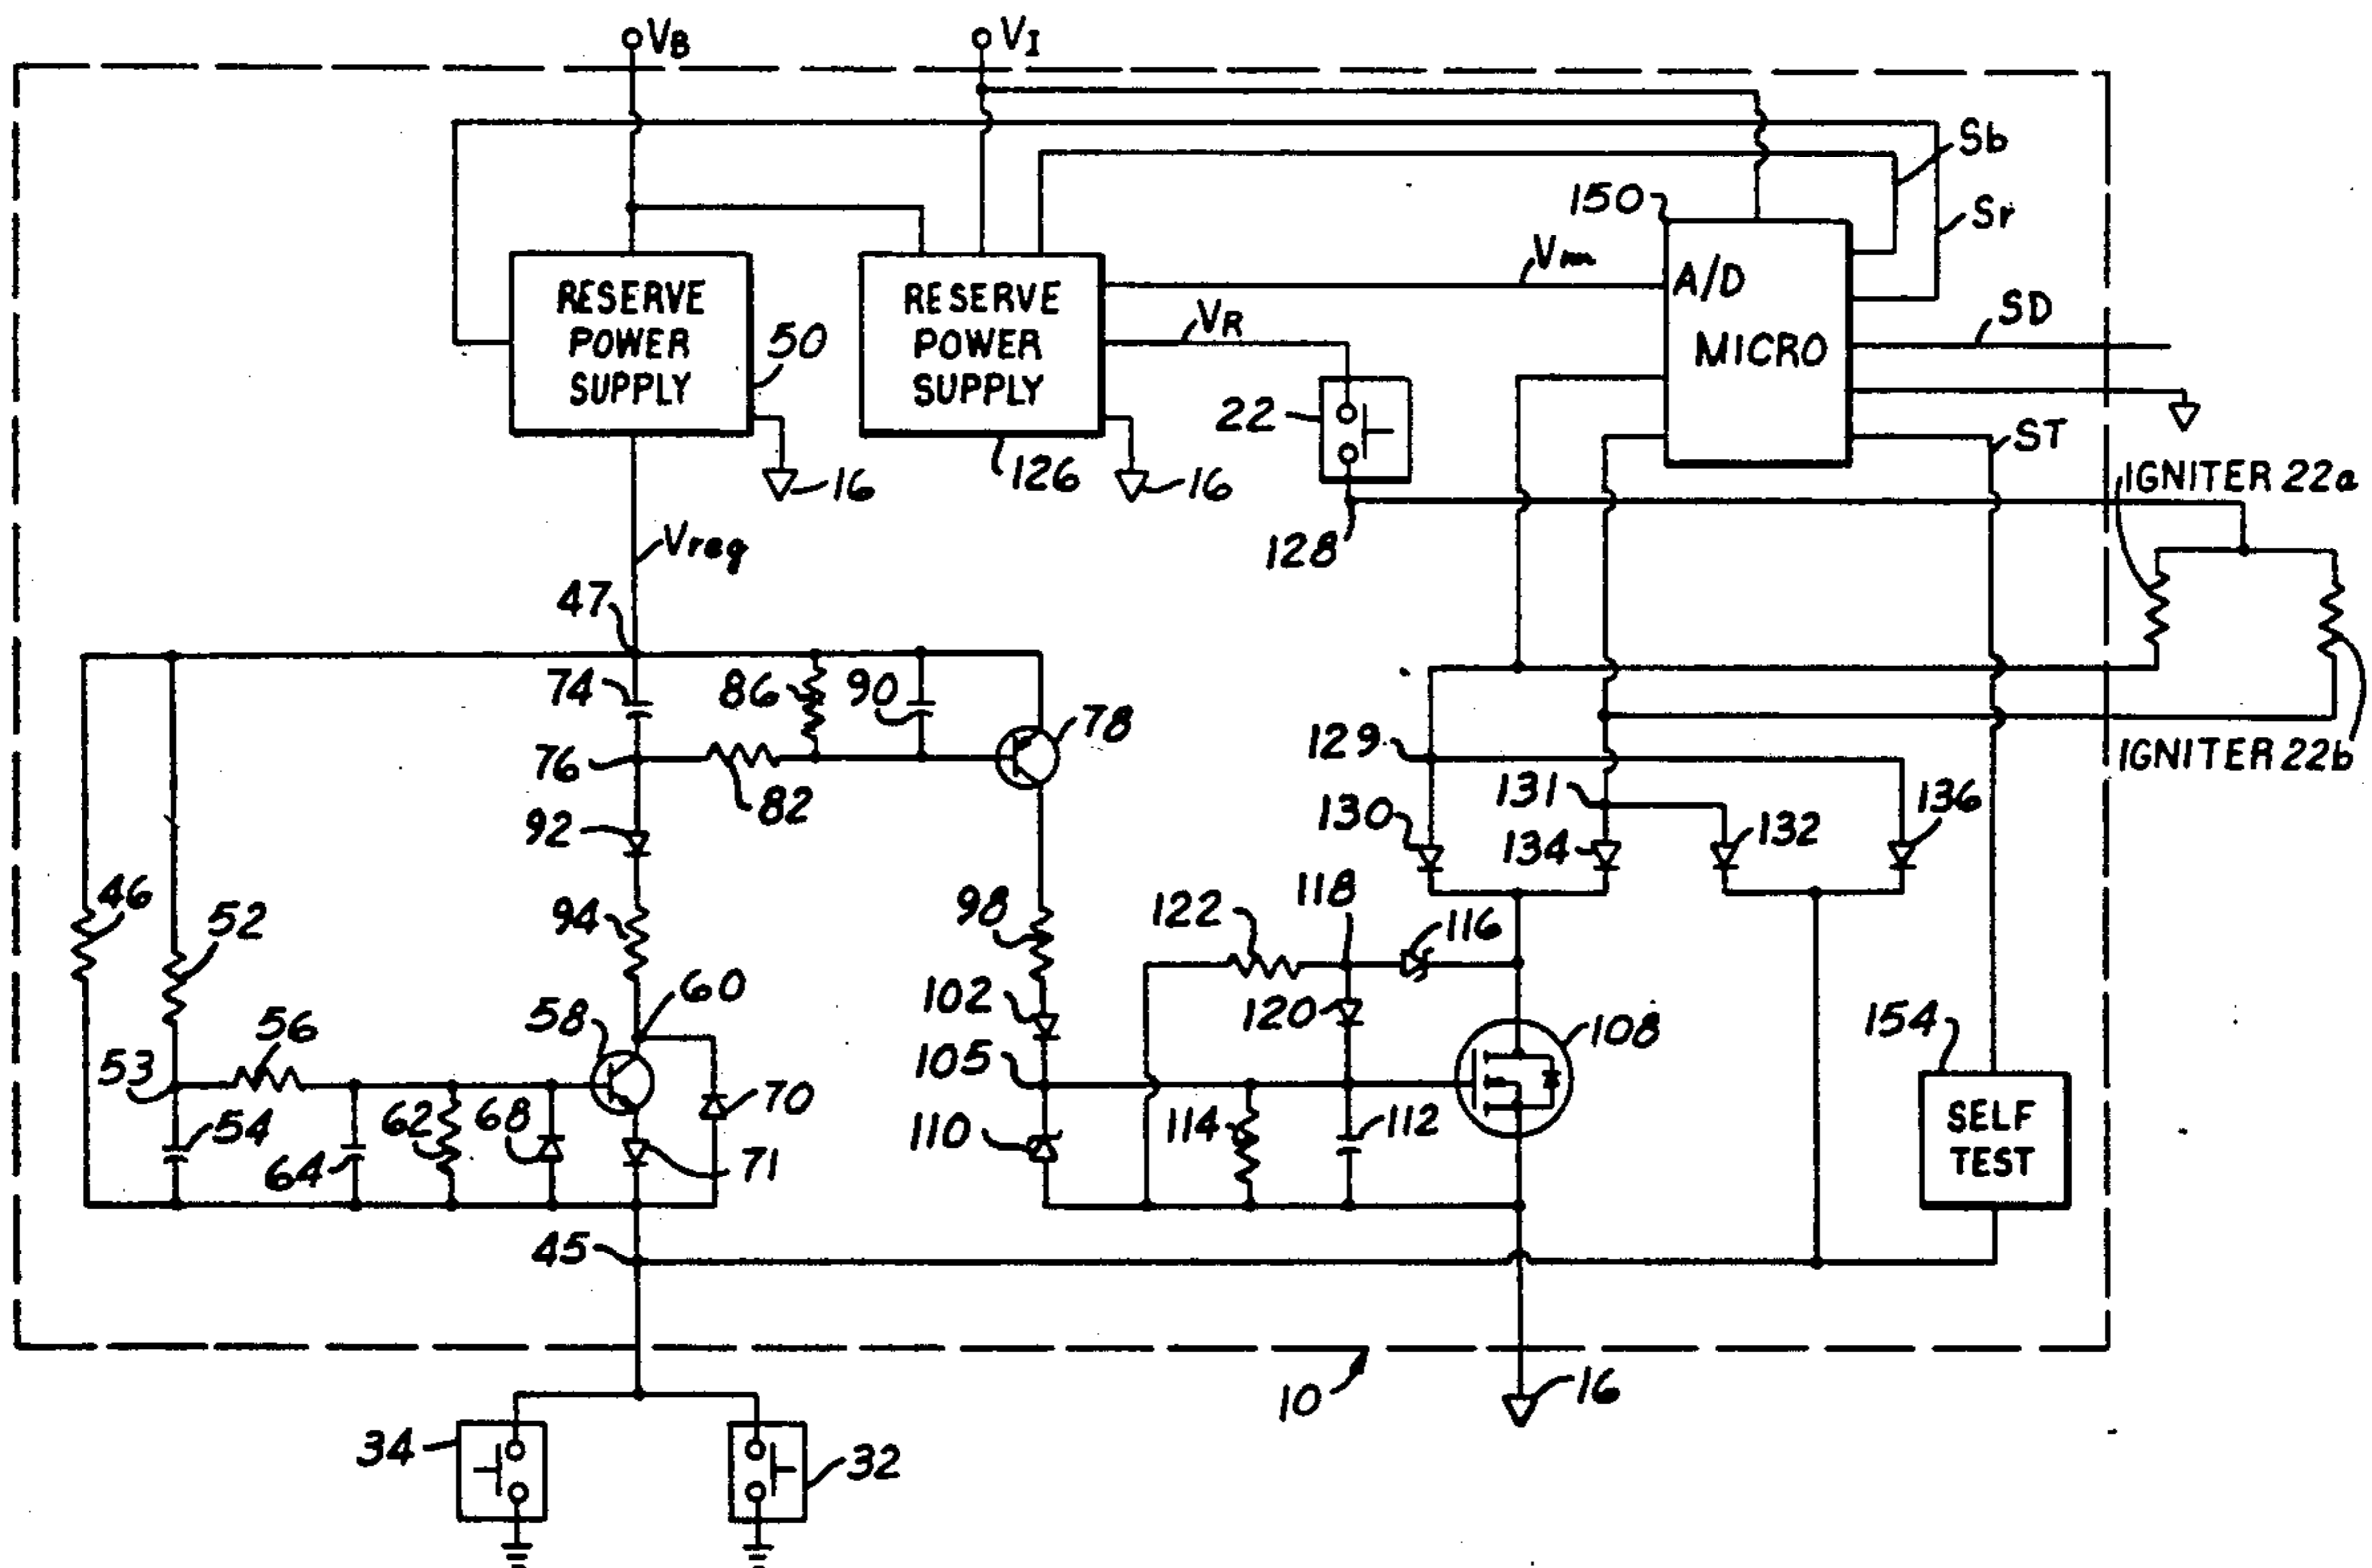 VB
VI
Sb
150
Sr
A/D
MICRO
Vm
SD
RESERVE
POWER
SUPPLY
50
RESERVE
POWER
SUPPLY
VR
22
ST
16
126
16
IGNITER 22a
128
Vreg
47
74
86
90
78
76
82
129
IGNITER 22b
131
136
92
130
134
132
46
52
94
98
122
118
116
60
102
120
108
154
56
58
53
105
54
64
62
68
70
71
110
114
112
SELF
TEST
45
10
16
34
32